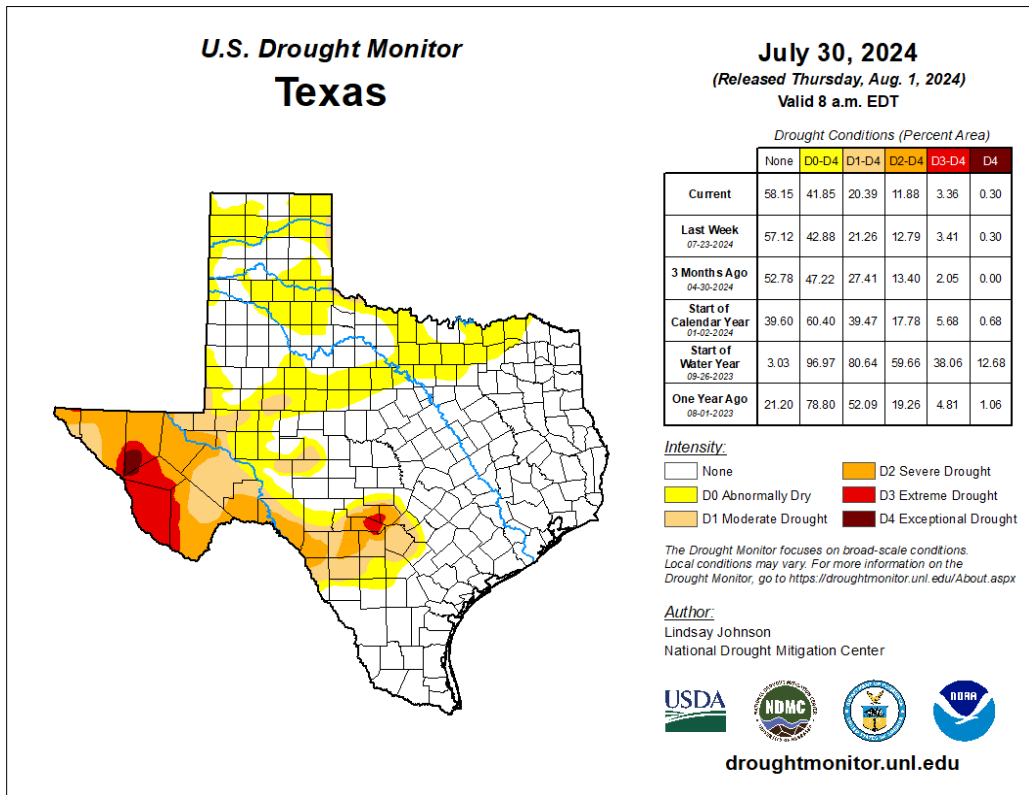 U.S. Drought Monitor
Texas
July 30, 2024
(Released Thursday, Aug. 1, 2024)
Valid 8 a.m. EDT
Drought Conditions (Percent Area)
None D0-D4 D1-D4 D2-D4 D3-D4 D4
Current 58.15 41.85 20.39 11.88 3.36 0.30
Last Week
07-23-2024 57.12 42.88 21.26 12.79 3.41 0.30
3 Months Ago
04-30-2024 52.78 47.22 27.41 13.40 2.05 0.00
Start of
Calendar Year
01-02-2024 39.60 60.40 39.47 17.78 5.68 0.68
Start of
Water Year
09-26-2023 3.03 96.97 80.64 59.66 38.06 12.68
One Year Ago
08-01-2023 21.20 78.80 52.09 19.26 4.81 1.06
Intensity:
None
D0 Abnormally Dry
D1 Moderate Drought
D2 Severe Drought
D3 Extreme Drought
D4 Exceptional Drought
The Drought Monitor focuses on broad-scale conditions.
Local conditions may vary. For more information on the
Drought Monitor, go to https://droughtmonitor.unl.edu/About.aspx
Author:
Lindsay Johnson
National Drought Mitigation Center
USDA
NDMC
NOAA
droughtmonitor.unl.edu